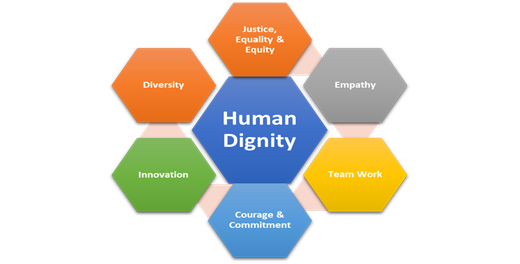 Justice,
Equality &
Equity
Diversity
Empathy
Human
Dignity
Innovation
Team Work
Courage &
Commitment